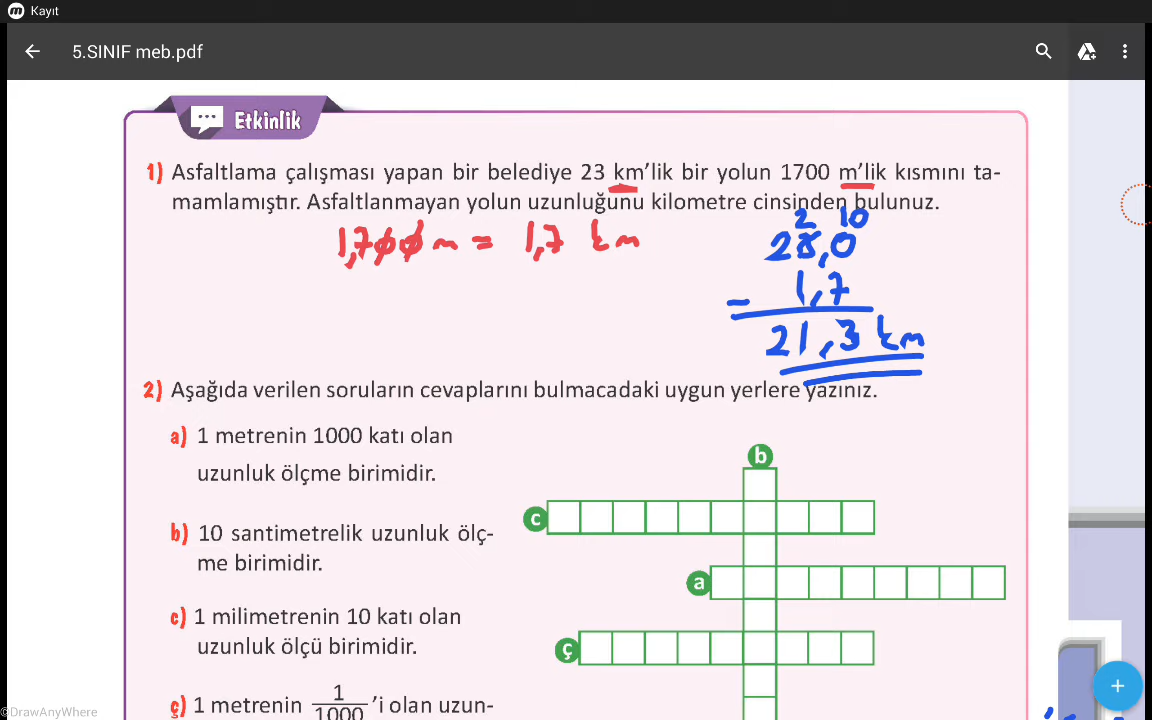 Kayıt
5.SINIF meb.pdf
Etkinlik
1) Asfaltlama çalışması yapan bir belediye 23 km’lik bir yolun 1700 m’lik kısmını ta-
mamlamıştır. Asfaltlanmayan yolun uzunluğunu kilometre cinsinden bulunuz.
1,700 m = 1,7 km
2 10
23,0
- 1,7
21,3 km
2) Aşağıda verilen soruların cevaplarını bulmacadaki uygun yerlere yazınız.
a) 1 metrenin 1000 katı olan
uzunluk ölçme birimidir.
b) 10 santimetrelik uzunluk ölç-
me birimidir.
c) 1 milimetrenin 10 katı olan
uzunluk ölçü birimidir.
ç) 1 metrenin 1/1000 ’i olan uzun-
b
c
a
ç
©DrawAnyWhere